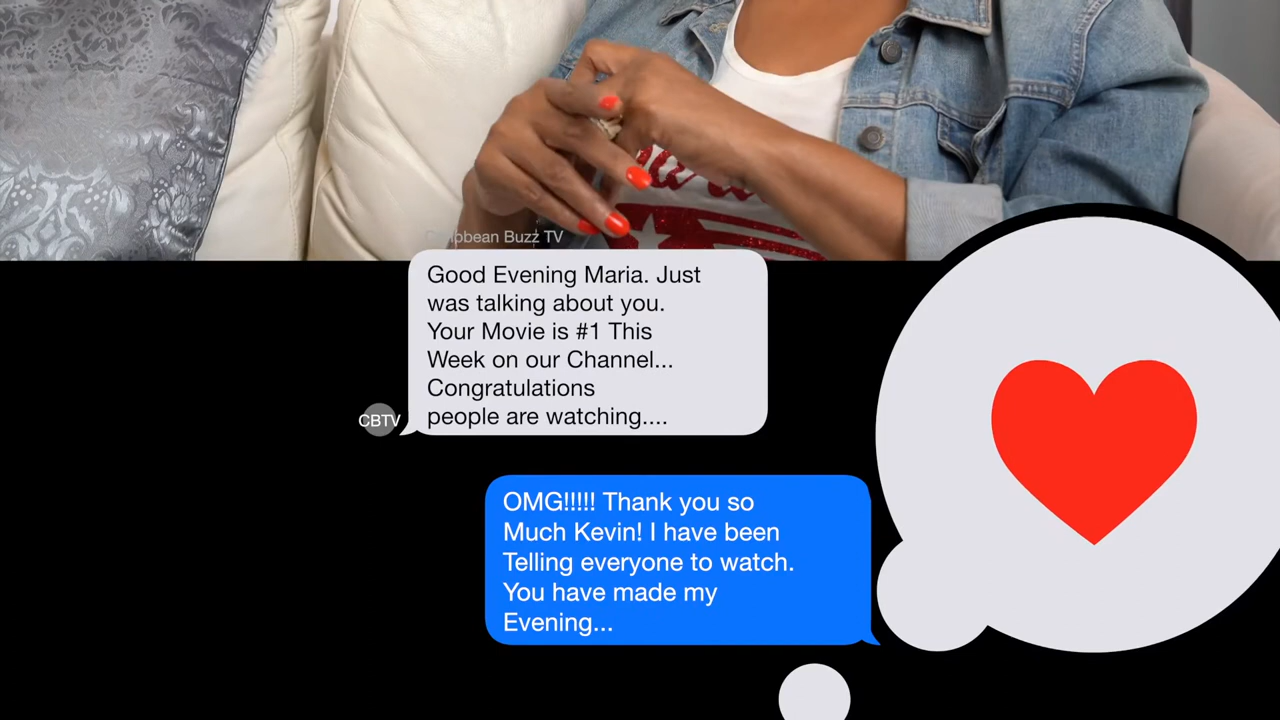 Buzz TV
Good Evening Maria. Just
was talking about you.
Your Movie is #1 This
Week on our Channel...
Congratulations
people are watching....
CBTV
OMG!!!!! Thank you so
Much Kevin! I have been
Telling everyone to watch.
You have made my
Evening...